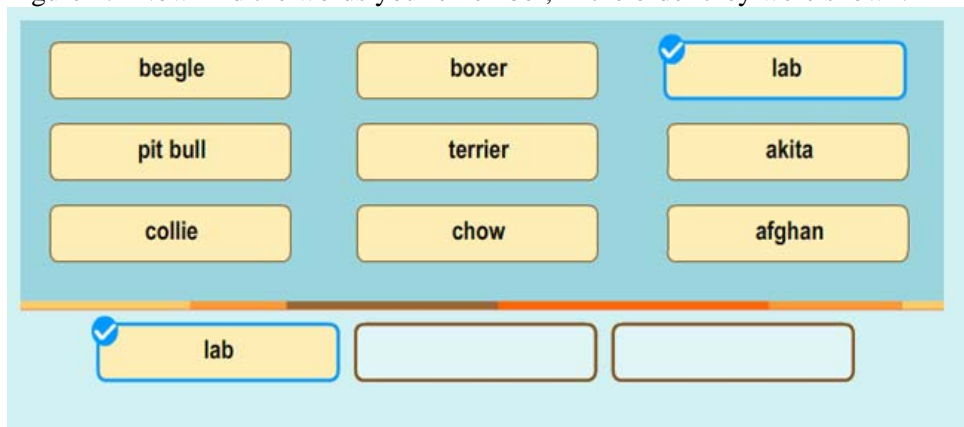 beagle boxer lab
pit bull terrier akita
collie chow afghan
lab